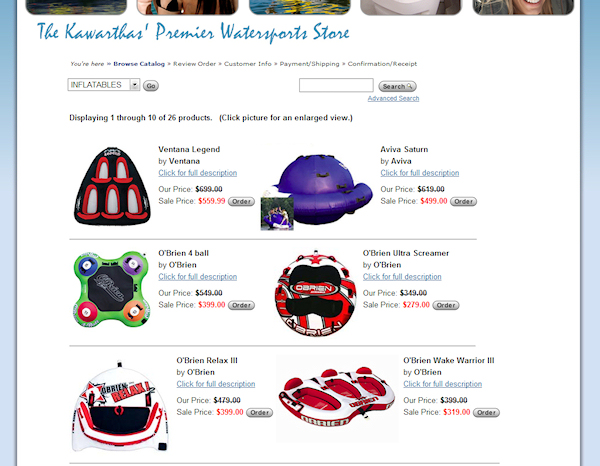 The Kawarthas' Premier Watersports Store
You're here » Browse Catalog » Review Order » Customer Info » Payment/Shipping » Confirmation/Receipt
INFLATABLES Go Search
Advanced Search
Displaying 1 through 10 of 26 products. (Click picture for an enlarged view.)
Ventana Legend
by Ventana
Click for full description
Our Price: $699.00
Sale Price: $559.99 Order
Aviva Saturn
by Aviva
Click for full description
Our Price: $619.00
Sale Price: $499.00 Order
O'Brien 4 ball
by O'Brien
Click for full description
Our Price: $549.00
Sale Price: $399.00 Order
O'BRIEN
OBRIEN
O'Brien Ultra Screamer
by O'Brien
Click for full description
Our Price: $349.00
Sale Price: $279.00 Order
OBRIEN
RELAX
O'Brien Relax III
by O'Brien
Click for full description
Our Price: $479.00
Sale Price: $399.00 Order
OBRIEN
O'Brien Wake Warrior III
by O'Brien
Click for full description
Our Price: $399.00
Sale Price: $319.00 Order